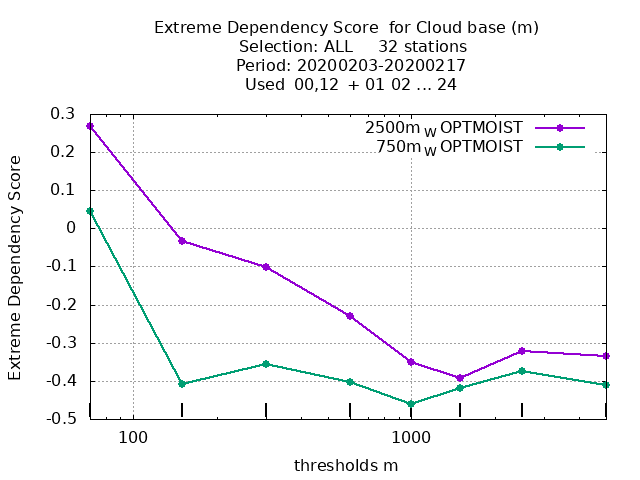 Extreme Dependency Score  for Cloud base (m)
Selection: ALL     32 stations
Period: 20200203-20200217
Used  00,12  + 01 02 ... 24
2500m W OPTMOIST
750m W OPTMOIST
0.3
0.2
0.1
0
-0.1
-0.2
-0.3
-0.4
-0.5
Extreme Dependency Score
100
1000
thresholds m